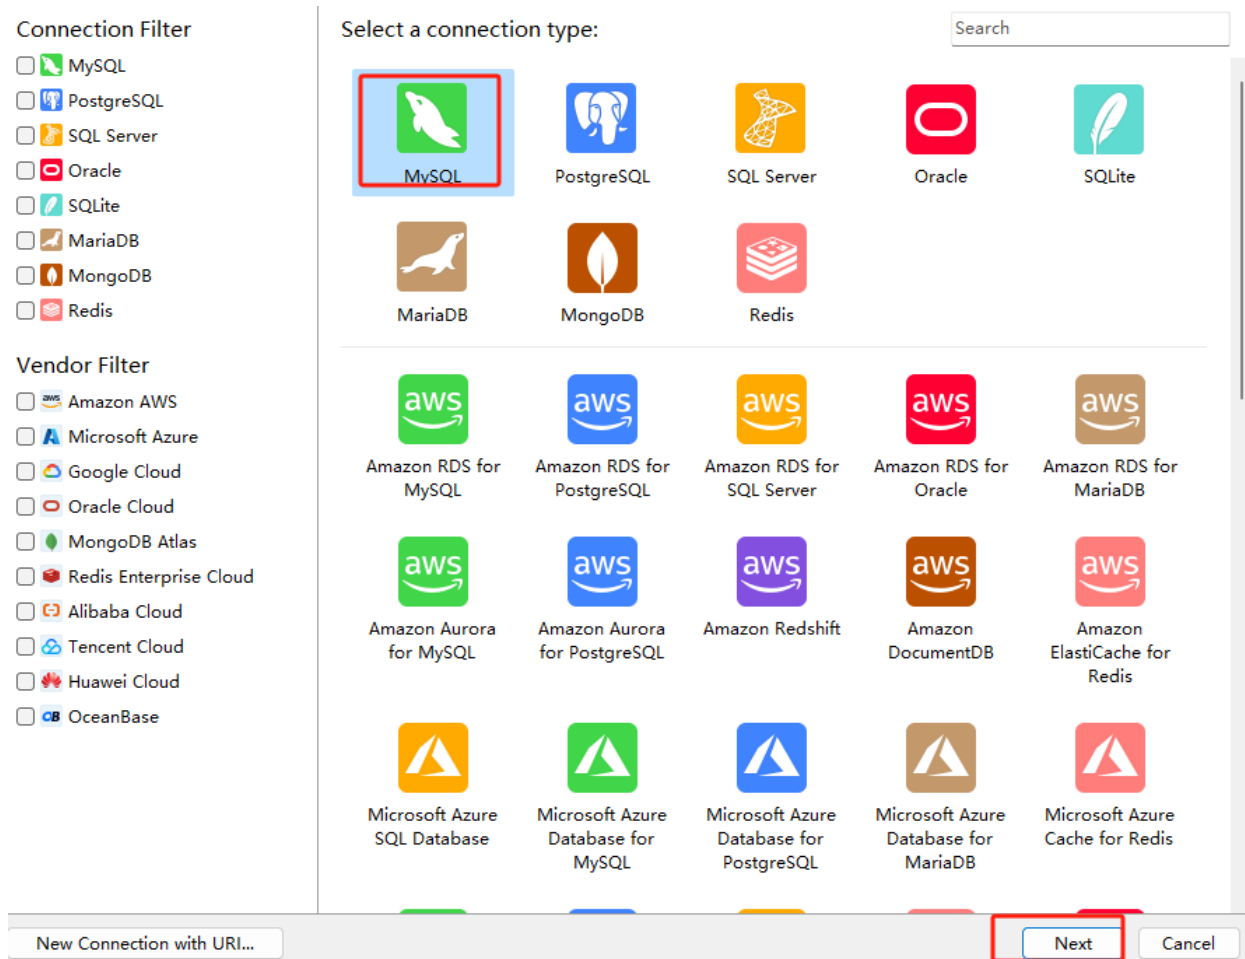 Connection Filter
MySQL
PostgreSQL
SQL Server
Oracle
SQLite
MariaDB
MongoDB
Redis
Vendor Filter
Amazon AWS
Microsoft Azure
Google Cloud
Oracle Cloud
MongoDB Atlas
Redis Enterprise Cloud
Alibaba Cloud
Tencent Cloud
Huawei Cloud
OceanBase
Select a connection type:
Search
MySQL
PostgreSQL
SQL Server
Oracle
SQLite
MariaDB
MongoDB
Redis
aws
aws
aws
aws
aws
Amazon RDS for
MySQL
Amazon RDS for
PostgreSQL
Amazon RDS for
SQL Server
Amazon RDS for
Oracle
Amazon RDS for
MariaDB
aws
aws
aws
aws
aws
Amazon Aurora
for MySQL
Amazon Aurora
for PostgreSQL
Amazon Redshift
Amazon
DocumentDB
Amazon
ElastiCache for
Redis
Microsoft Azure
SQL Database
Microsoft Azure
Database for
MySQL
Microsoft Azure
Database for
PostgreSQL
Microsoft Azure
Database for
MariaDB
Microsoft Azure
Cache for Redis
New Connection with URI...
Next
Cancel